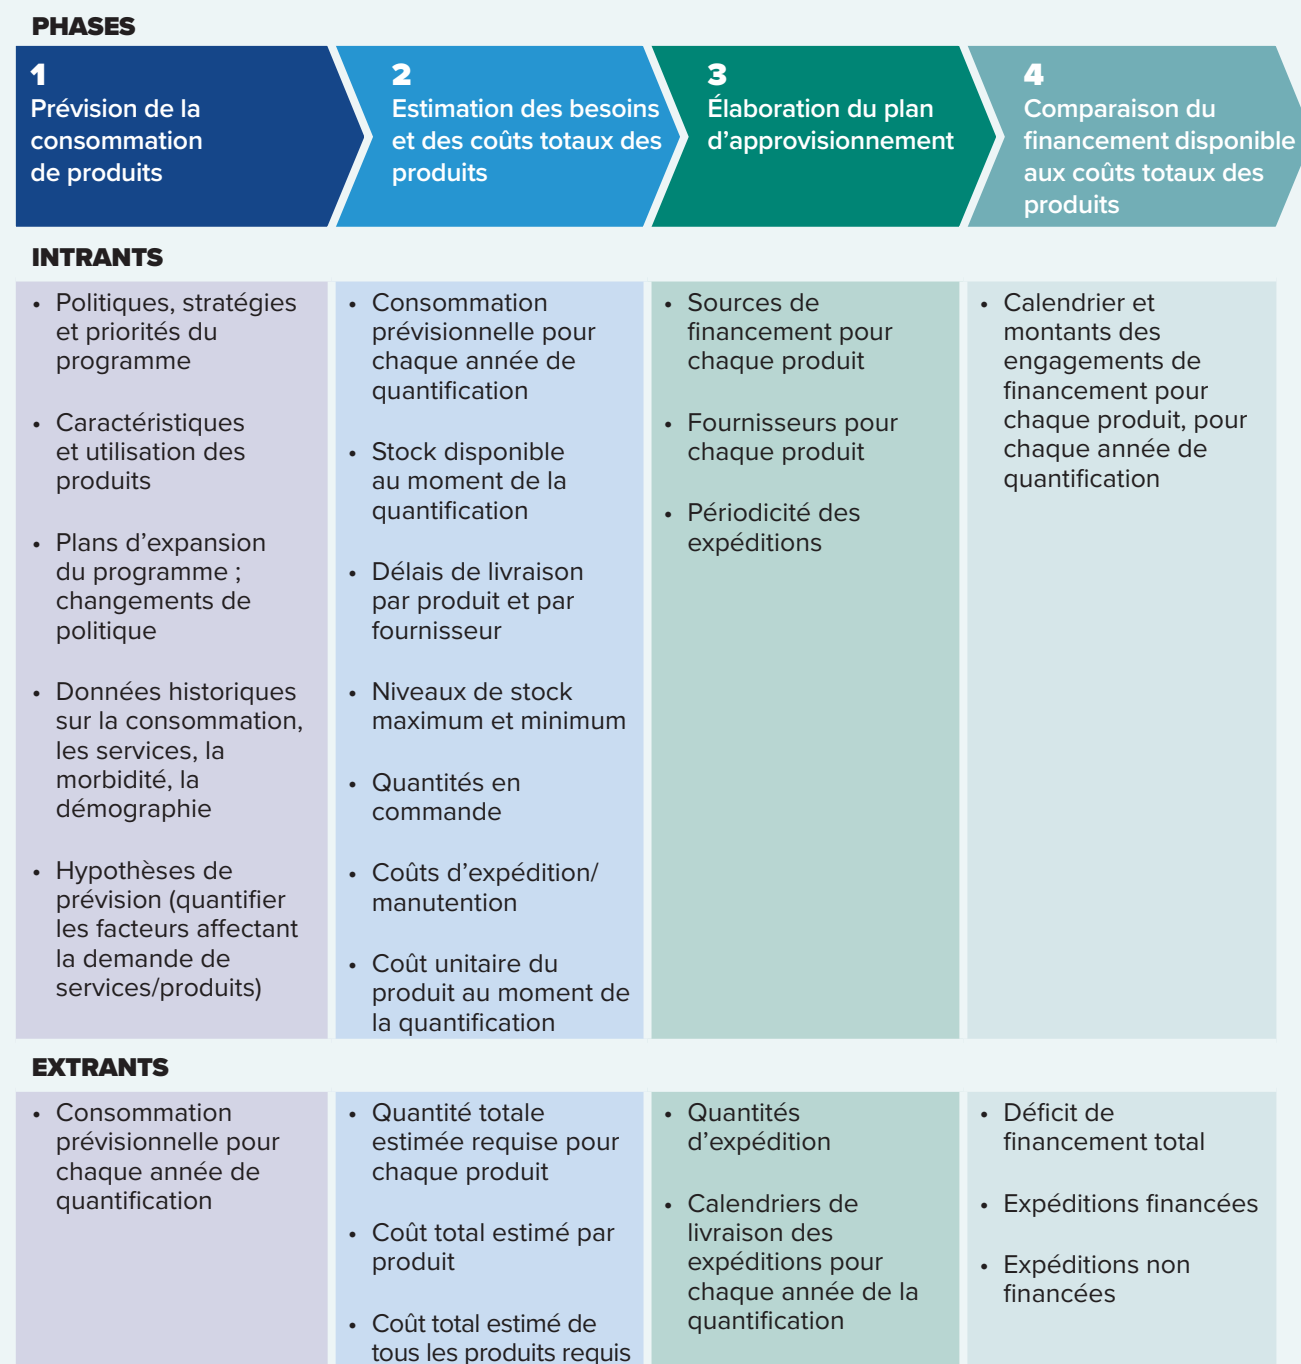 PHASES
1
Prévision de la
consommation
de produits
2
Estimation des besoins
et des coûts totaux des
produits
3
Élaboration du plan
d’approvisionnement
4
Comparaison du
financement disponible
aux coûts totaux des
produits
INTRANTS
• Politiques, stratégies
et priorités du
programme
• Caractéristiques
et utilisation des
produits
• Plans d’expansion
du programme ;
changements de
politique
• Données historiques
sur la consommation,
les services, la
morbidité, la
démographie
• Hypothèses de
prévision (quantifier
les facteurs affectant
la demande de
services/produits)
• Consommation
prévisionnelle pour
chaque année de
quantification
• Stock disponible
au moment de la
quantification
• Délais de livraison
par produit et par
fournisseur
• Niveaux de stock
maximum et minimum
• Quantités en
commande
• Coûts d’expédition/
manutention
• Coût unitaire du
produit au moment de
la quantification
• Sources de
financement pour
chaque produit
• Fournisseurs pour
chaque produit
• Périodicité des
expéditions
• Calendrier et
montants des
engagements de
financement pour
chaque produit, pour
chaque année de
quantification
EXTRANTS
• Consommation
prévisionnelle pour
chaque année de
quantification
• Quantité totale
estimée requise pour
chaque produit
• Coût total estimé par
produit
• Coût total estimé de
tous les produits requis
• Quantités
d’expédition
• Calendriers de
livraison des
expéditions pour
chaque année de la
quantification
• Déficit de
financement total
• Expéditions financées
• Expéditions non
financées